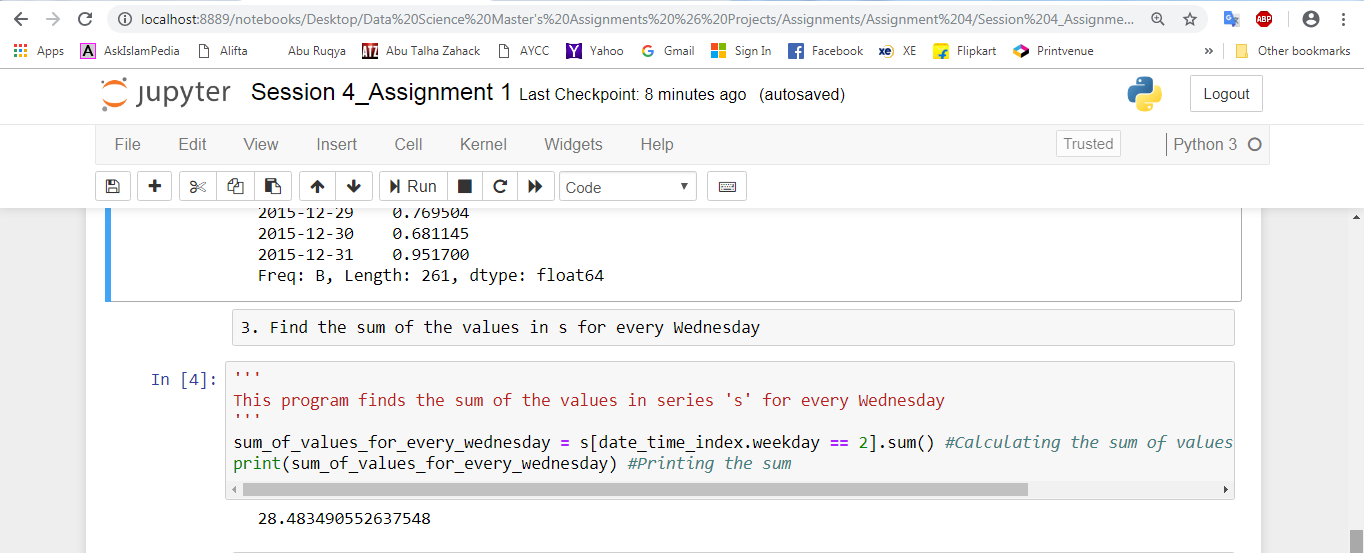 localhost:8889/notebooks/Desktop/Data%20Science%20Master's%20Assignments%20%26%20Projects/Assignments/Assignment%204/Session%204_Assignme...
ABP
Apps A AskIslamPedia Alifta Abu Ruqya ATZ Abu Talha Zahack AYCC Y Yahoo G Gmail Sign In f Facebook xe XE f Flipkart Printvenue » Other bookmarks
jupyter Session 4_Assignment 1 Last Checkpoint: 8 minutes ago (autosaved) Logout
File Edit View Insert Cell Kernel Widgets Help Trusted Python 3
Run Code
2015-12-29 0.769504
2015-12-30 0.681145
2015-12-31 0.951700
Freq: B, Length: 261, dtype: float64
3. Find the sum of the values in s for every Wednesday
In [4]: '''
This program finds the sum of the values in series 's' for every Wednesday
'''
sum_of_values_for_every_wednesday = s[date_time_index.weekday == 2].sum() #Calculating the sum of values
print(sum_of_values_for_every_wednesday) #Printing the sum
28.483490552637548